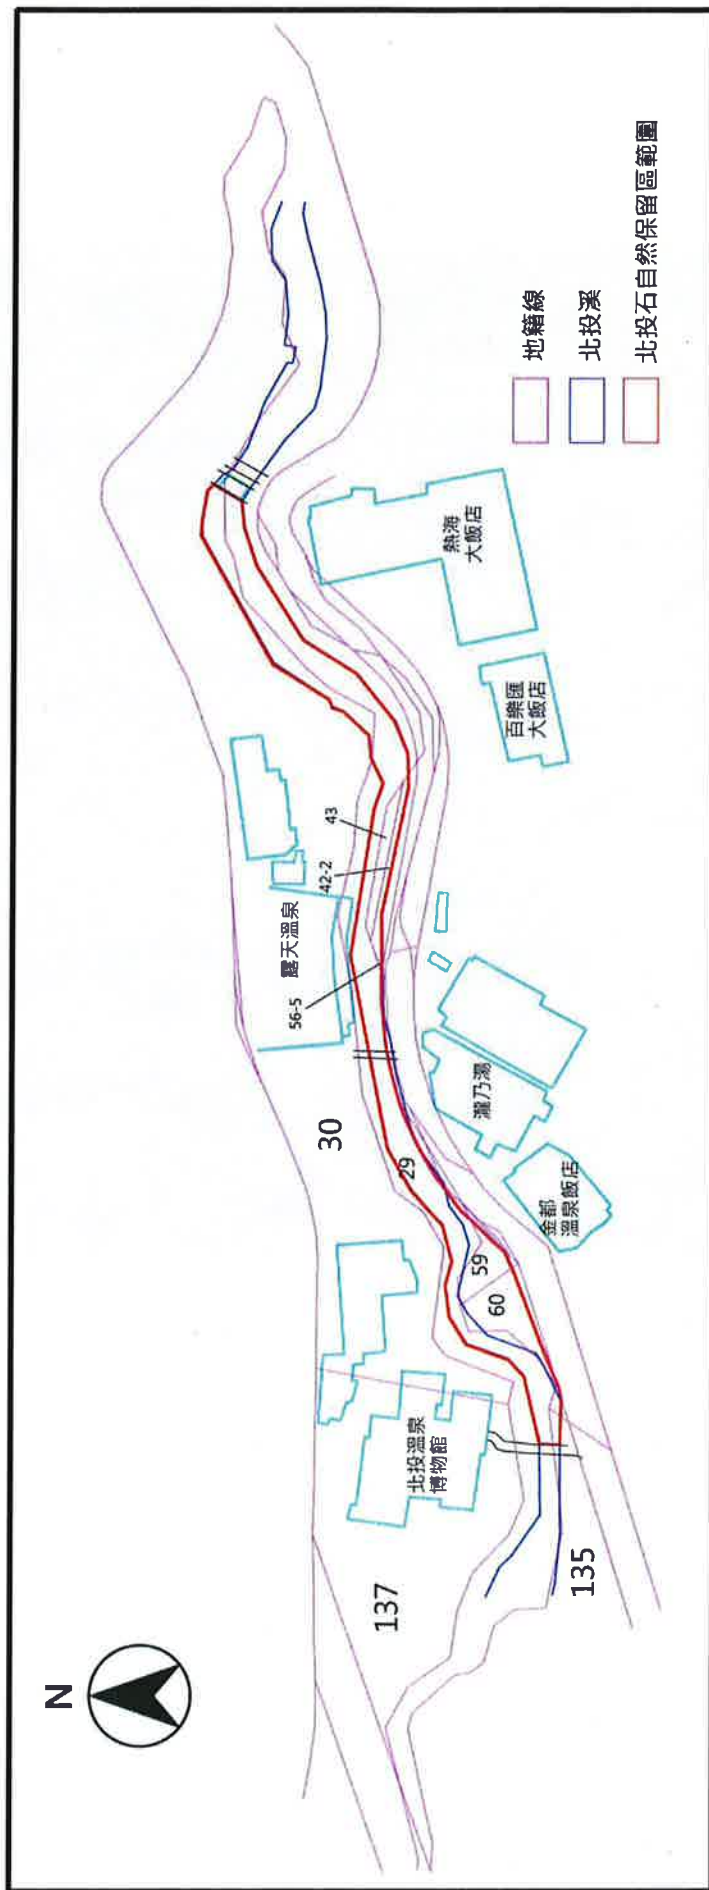 N
137
135
北投溫泉
博物館
60
59
金都
溫泉飯店
29
30
瀧乃湯
56-5
露天溫泉
42-2
43
百樂匯
大飯店
熱海
大飯店
地籍線
北投溪
北投石自然保留區範圍